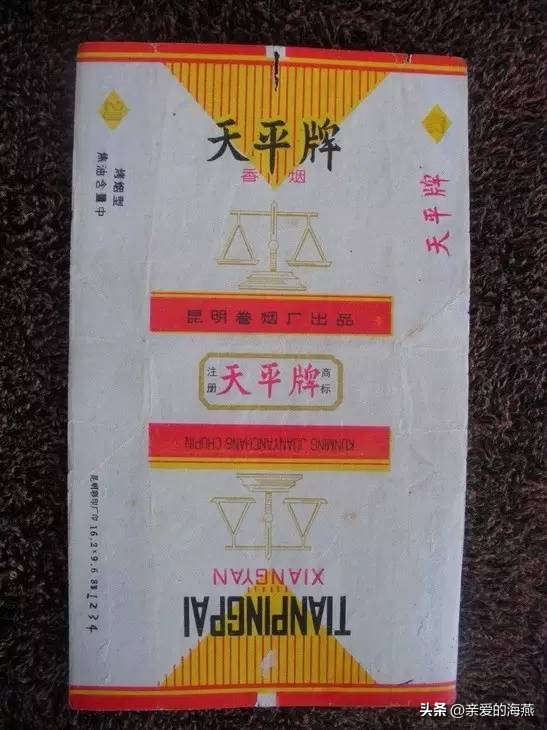 20
天平牌
香烟
烤烟型
焦油含量中
天平牌
昆明卷烟厂出品
注册
天平牌
商标
KUNMING JUANYANCHANG CHUPIN
XIANGYAN
TIANPINGPAI
头条 @亲爱的海燕